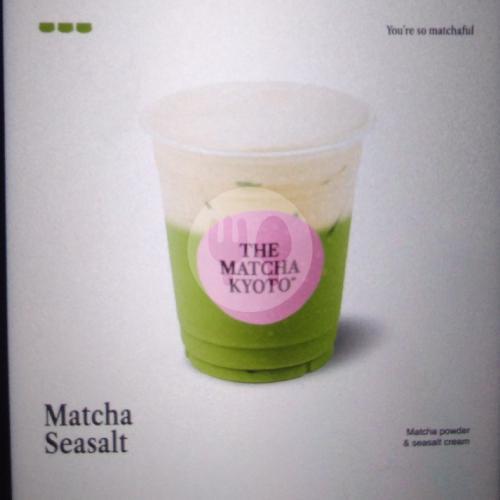 You're so matchaful
THE
MATCHA
KYOTO"
Matcha
Seasalt
Matcha powder
& seasalt cream